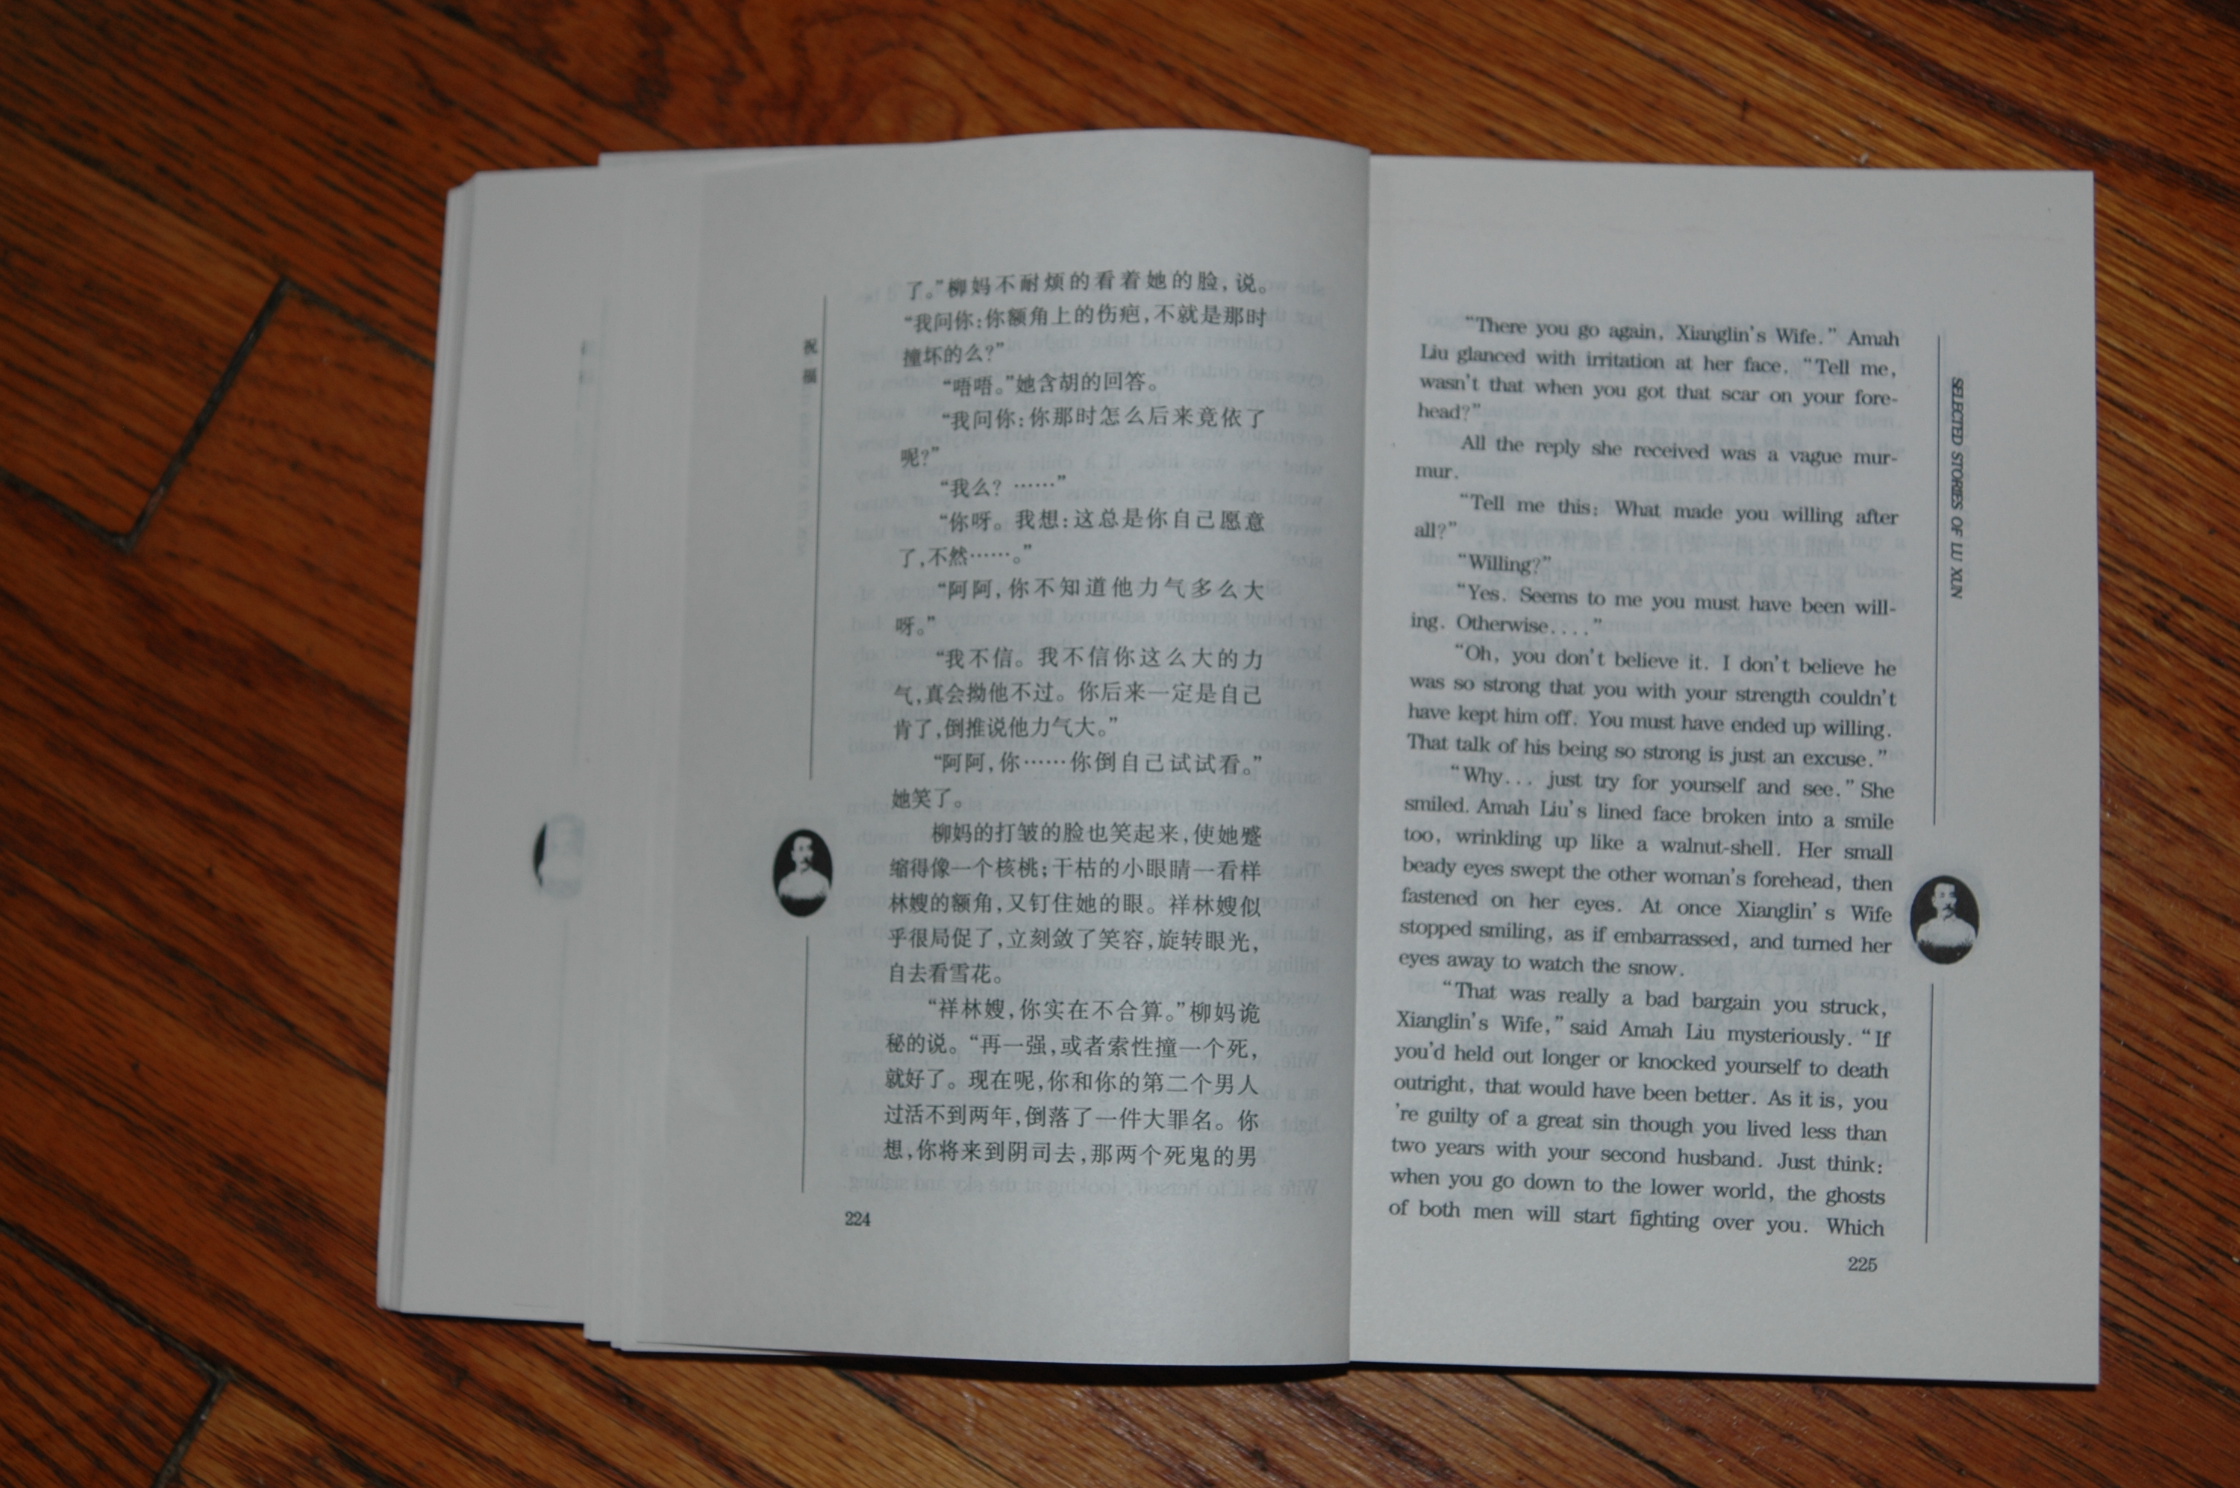 祝
福
了。”柳妈不耐烦的看着她的脸，说。
“我问你：你额角上的伤疤，不就是那时
撞坏的么？”
“唔唔。”她含胡的回答。
“我问你：你那时怎么后来竟依了
呢？”
“我么？……”
“你呀。我想：这总是你自己愿意
了，不然……。”
“阿阿，你不知道他力气多么大
呀。”
“我不信。我不信你这么大的力
气，真会拗他不过。你后来一定是自己
肯了，倒推说他力气大。”
“阿阿，你……你倒自己试试看。”
她笑了。
柳妈的打皱的脸也笑起来，使她蹙
缩得像一个核桃；干枯的小眼睛一看祥
林嫂的额角，又钉住她的眼。祥林嫂似
乎很局促了，立刻敛了笑容，旋转眼光，
自去看雪花。
“祥林嫂，你实在不合算。”柳妈诡
秘的说。“再一强，或者索性撞一个死，
就好了。现在呢，你和你的第二个男人
过活不到两年，倒落了一件大罪名。你
想，你将来到阴司去，那两个死鬼的男
224
SELECTED STORIES OF LU XUN
“There you go again, Xianglin's Wife.” Amah
Liu glanced with irritation at her face. “Tell me,
wasn't that when you got that scar on your fore-
head?”
All the reply she received was a vague mur-
mur.
“Tell me this: What made you willing after
all?”
“Willing?”
“Yes. Seems to me you must have been will-
ing. Otherwise....”
“Oh, you don't believe it. I don't believe he
was so strong that you with your strength couldn't
have kept him off. You must have ended up willing.
That talk of his being so strong is just an excuse.”
“Why... just try for yourself and see.” She
smiled. Amah Liu's lined face broken into a smile
too, wrinkling up like a walnut-shell. Her small
beady eyes swept the other woman's forehead, then
fastened on her eyes. At once Xianglin's Wife
stopped smiling, as if embarrassed, and turned her
eyes away to watch the snow.
“That was really a bad bargain you struck,
Xianglin's Wife,” said Amah Liu mysteriously. “If
you'd held out longer or knocked yourself to death
outright, that would have been better. As it is, you
're guilty of a great sin though you lived less than
two years with your second husband. Just think:
when you go down to the lower world, the ghosts
of both men will start fighting over you. Which
225